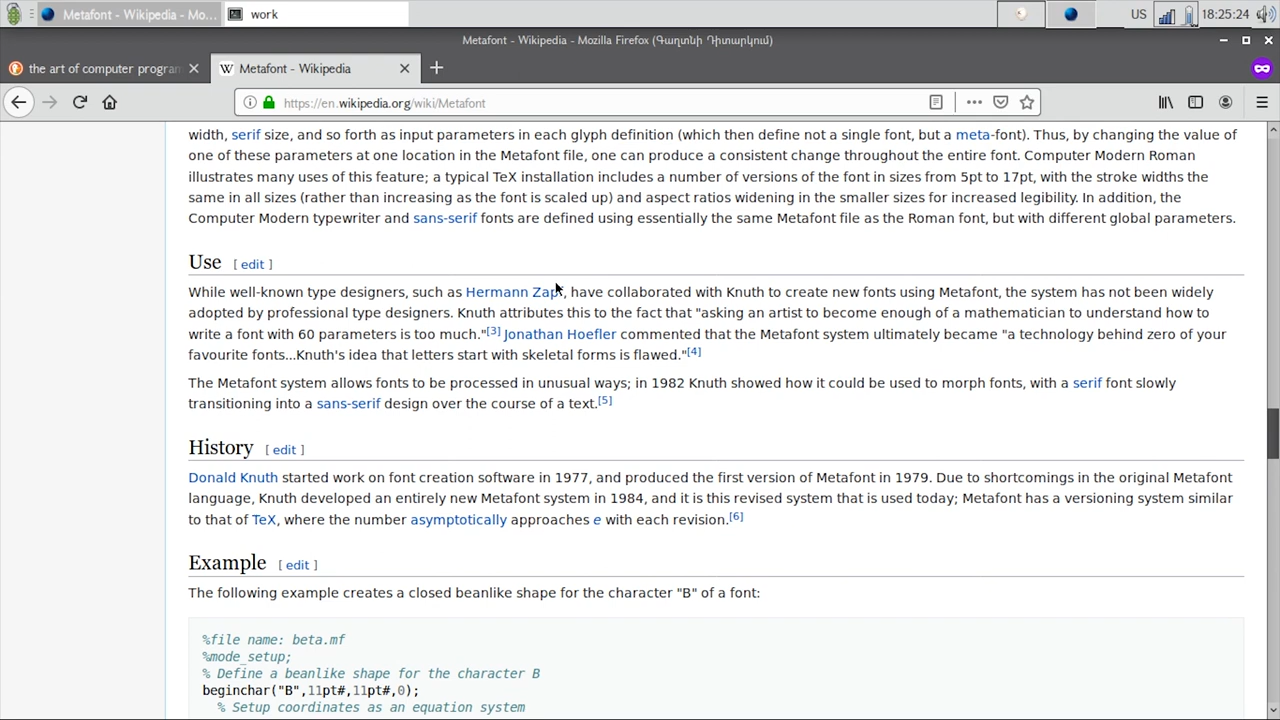 Metafont - Wikipedia - Mo...
work
US
18:25:24
Metafont - Wikipedia - Mozilla Firefox (Գաղտնի Դիտարկում)
the art of computer program
W Metafont - Wikipedia
https://en.wikipedia.org/wiki/Metafont
width, serif size, and so forth as input parameters in each glyph definition (which then define not a single font, but a meta-font). Thus, by changing the value of
one of these parameters at one location in the Metafont file, one can produce a consistent change throughout the entire font. Computer Modern Roman
illustrates many uses of this feature; a typical TeX installation includes a number of versions of the font in sizes from 5pt to 17pt, with the stroke widths the
same in all sizes (rather than increasing as the font is scaled up) and aspect ratios widening in the smaller sizes for increased legibility. In addition, the
Computer Modern typewriter and sans-serif fonts are defined using essentially the same Metafont file as the Roman font, but with different global parameters.
Use [ edit ]
While well-known type designers, such as Hermann Zapf, have collaborated with Knuth to create new fonts using Metafont, the system has not been widely
adopted by professional type designers. Knuth attributes this to the fact that "asking an artist to become enough of a mathematician to understand how to
write a font with 60 parameters is too much."[3] Jonathan Hoefler commented that the Metafont system ultimately became "a technology behind zero of your
favourite fonts...Knuth's idea that letters start with skeletal forms is flawed."[4]
The Metafont system allows fonts to be processed in unusual ways; in 1982 Knuth showed how it could be used to morph fonts, with a serif font slowly
transitioning into a sans-serif design over the course of a text.[5]
History [ edit ]
Donald Knuth started work on font creation software in 1977, and produced the first version of Metafont in 1979. Due to shortcomings in the original Metafont
language, Knuth developed an entirely new Metafont system in 1984, and it is this revised system that is used today; Metafont has a versioning system similar
to that of TeX, where the number asymptotically approaches e with each revision.[6]
Example [ edit ]
The following example creates a closed beanlike shape for the character "B" of a font:
%file name: beta.mf
%mode_setup;
% Define a beanlike shape for the character B
beginchar("B",11pt#,11pt#,0);
% Setup coordinates as an equation system